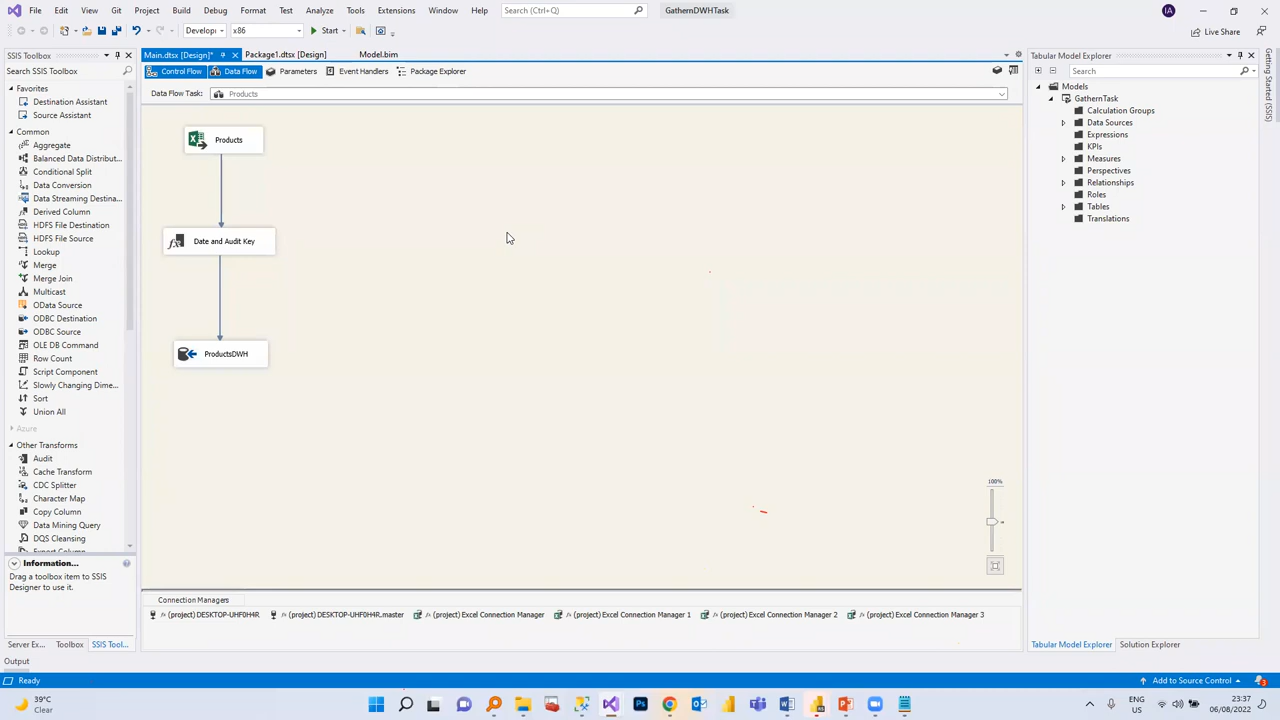 File Edit View Git Project Build Debug Format Test Analyze Tools Extensions Window Help Search (Ctrl+Q) GathernDWHTask IA
Develop x86 Start Live Share
SSIS Toolbox
Search SSIS Toolbox
Favorites
Destination Assistant
Source Assistant
Common
Aggregate
Balanced Data Distribut...
Conditional Split
Data Conversion
Data Streaming Destina...
Derived Column
HDFS File Destination
HDFS File Source
Lookup
Merge
Merge Join
Multicast
OData Source
ODBC Destination
ODBC Source
OLE DB Command
Row Count
Script Component
Slowly Changing Dime...
Sort
Union All
Azure
Other Transforms
Audit
Cache Transform
CDC Splitter
Character Map
Copy Column
Data Mining Query
DQS Cleansing
Export Column
Information...
Drag a toolbox item to SSIS
Designer to use it.
Server Ex... Toolbox SSIS Tool...
Main.dtsx [Design]* Package1.dtsx [Design] Model.bim
Control Flow Data Flow Parameters Event Handlers Package Explorer
Data Flow Task: Products
Products
Date and Audit Key
ProductsDWH
100%
Connection Managers
(project) DESKTOP-UHF0H4R (project) DESKTOP-UHF0H4R.master (project) Excel Connection Manager (project) Excel Connection Manager 1 (project) Excel Connection Manager 2 (project) Excel Connection Manager 3
Tabular Model Explorer
Search
Models
GathernTask
Calculation Groups
Data Sources
Expressions
KPIs
Measures
Perspectives
Relationships
Roles
Tables
Translations
Tabular Model Explorer Solution Explorer
Getting Started (SSIS)
Output
Ready Add to Source Control 3
39°C
Clear
ENG
US
23:37
06/08/2022